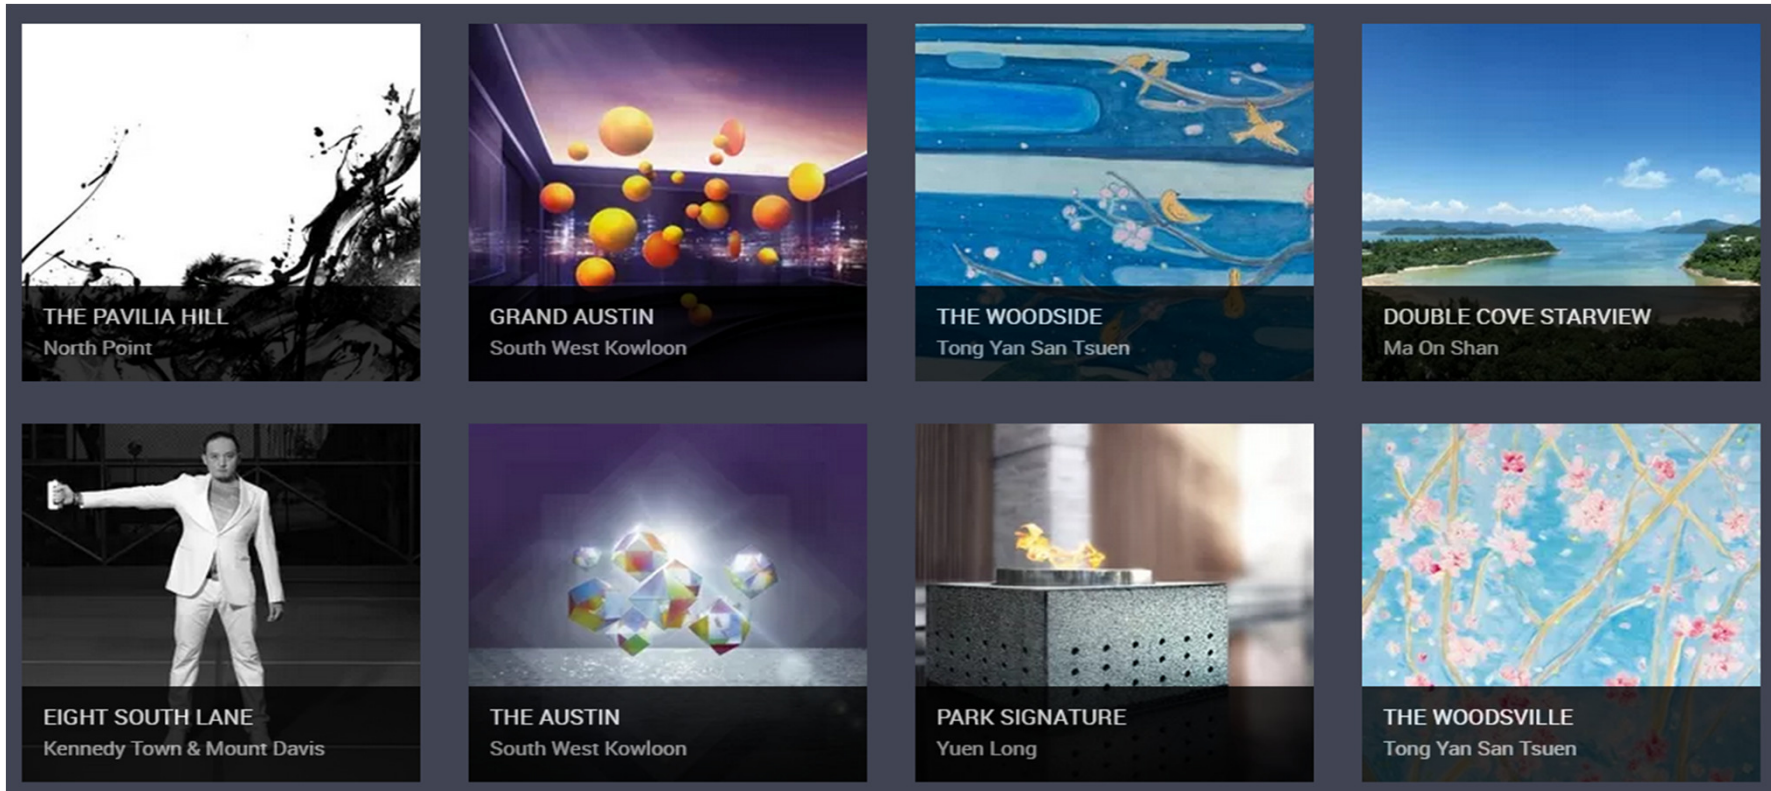 THE PAVILIA HILL
North Point
GRAND AUSTIN
South West Kowloon
THE WOODSIDE
Tong Yan San Tsuen
DOUBLE COVE STARVIEW
Ma On Shan
EIGHT SOUTH LANE
Kennedy Town & Mount Davis
THE AUSTIN
South West Kowloon
PARK SIGNATURE
Yuen Long
THE WOODSVILLE
Tong Yan San Tsuen